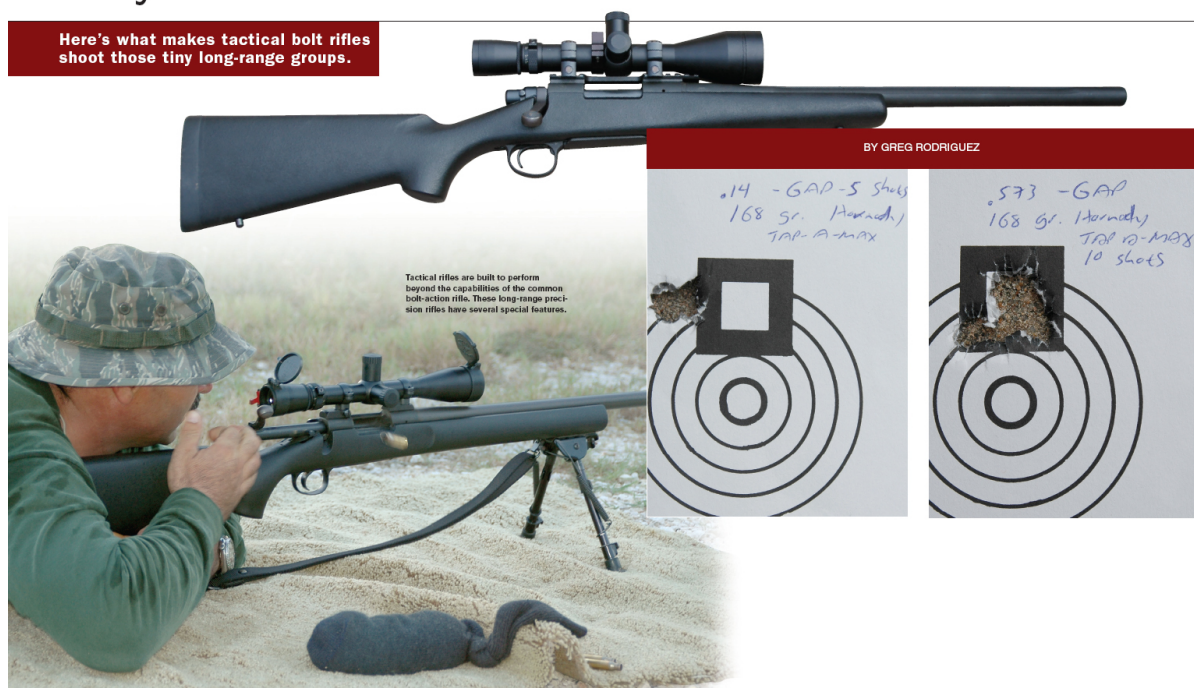 Here's what makes tactical bolt rifles
shoot those tiny long-range groups.
BY GREG RODRIGUEZ
.14 - GAP - 5 shots
168 gr. Hornady
TAP-A-MAX
.573 - GAP
168 gr. Hornady
TAP A-MAX
10 shots
Tactical rifles are built to perform
beyond the capabilities of the common
bolt-action rifle. These long-range preci-
sion rifles have several special features.